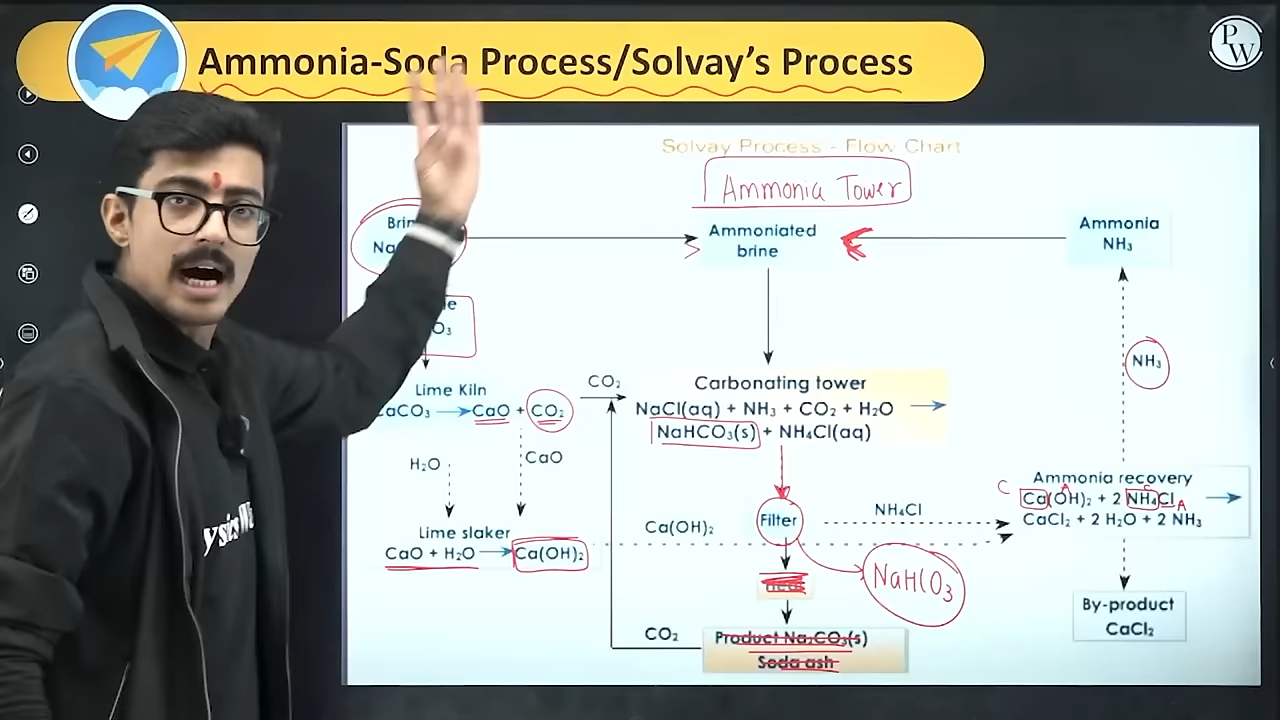 Ammonia-Soda Process/Solvay's Process
PW
Solvay Process - Flow Chart
Ammonia Tower
Ammoniated
brine
Ammonia
NH₃
NH₃
Lime Kiln
CaO + CO₂
CO₂
Carbonating tower
NaCl(aq) + NH₃ + CO₂ + H₂O
NaHCO₃(s) + NH₄Cl(aq)
H₂O
CaO
Lime slaker
CaO + H₂O → Ca(OH)₂
Ca(OH)₂
Filter
NH₄Cl
NaHCO₃
Ammonia recovery
C A C A
Ca(OH)₂ + 2 NH₄Cl
CaCl₂ + 2 H₂O + 2 NH₃
By-product
CaCl₂
CO₂
Product Na₂CO₃(s)
Soda ash